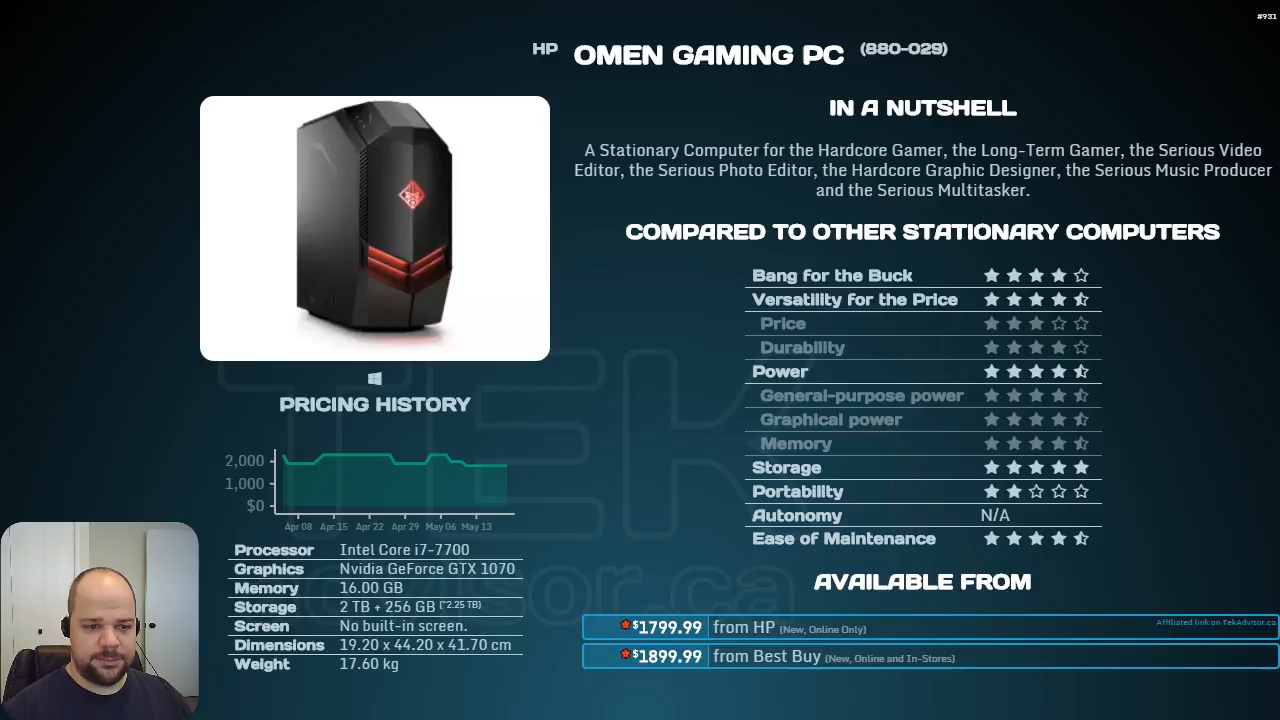 #931
HP OMEN GAMING PC (880-029)
IN A NUTSHELL
A Stationary Computer for the Hardcore Gamer, the Long-Term Gamer, the Serious Video
Editor, the Serious Photo Editor, the Hardcore Graphic Designer, the Serious Music Producer
and the Serious Multitasker.
COMPARED TO OTHER STATIONARY COMPUTERS
Bang for the Buck
Versatility for the Price
Price
Durability
Power
General-purpose power
Graphical power
Memory
Storage
Portability
Autonomy N/A
Ease of Maintenance
PRICING HISTORY
2,000
1,000
$0
Apr 08 Apr 15 Apr 22 Apr 29 May 06 May 13
Processor Intel Core i7-7700
Graphics Nvidia GeForce GTX 1070
Memory 16.00 GB
Storage 2 TB + 256 GB (~2.25 TB)
Screen No built-in screen.
Dimensions 19.20 x 44.20 x 41.70 cm
Weight 17.60 kg
AVAILABLE FROM
$1799.99 from HP (New, Online Only)
Affiliated link on TekAdvisor.ca
$1899.99 from Best Buy (New, Online and In-Stores)